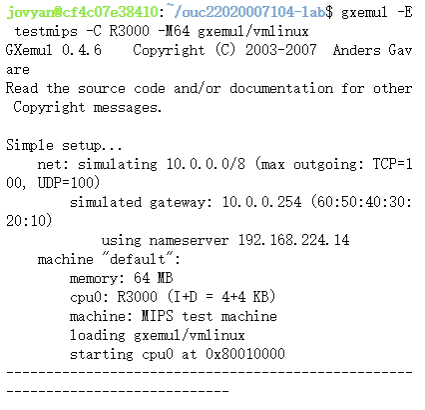 jovyan@cf4c07e38410:~/ouc22020007104-lab$ gxemul -E
 testmips -C R3000 -M64 gxemul/vmlinux
GXemul 0.4.6    Copyright (C) 2003-2007  Anders Gav
are
Read the source code and/or documentation for other
 Copyright messages.

Simple setup...
    net: simulating 10.0.0.0/8 (max outgoing: TCP=1
00, UDP=100)
        simulated gateway: 10.0.0.254 (60:50:40:30:
20:10)
            using nameserver 192.168.224.14
    machine "default":
        memory: 64 MB
        cpu0: R3000 (I+D = 4+4 KB)
        machine: MIPS test machine
        loading gxemul/vmlinux
        starting cpu0 at 0x80010000
---------------------------------------------------
----------------------------